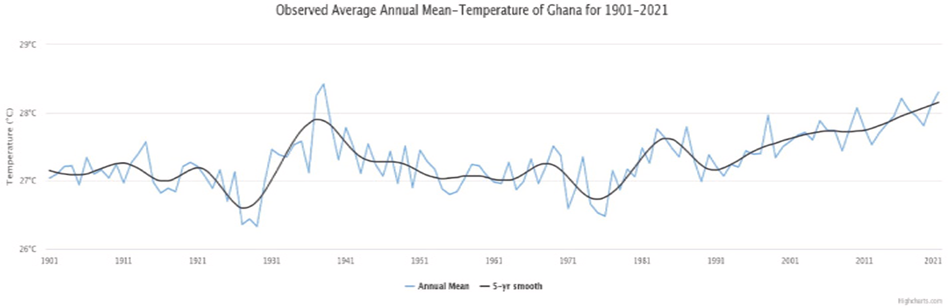 Observed Average Annual Mean-Temperature of Ghana for 1901-2021
29°C
28°C
27°C
26°C
Temperature (°C)
1901 1911 1921 1931 1941 1951 1961 1971 1981 1991 2001 2011 2021
Annual Mean 5-yr smooth
Highcharts.com